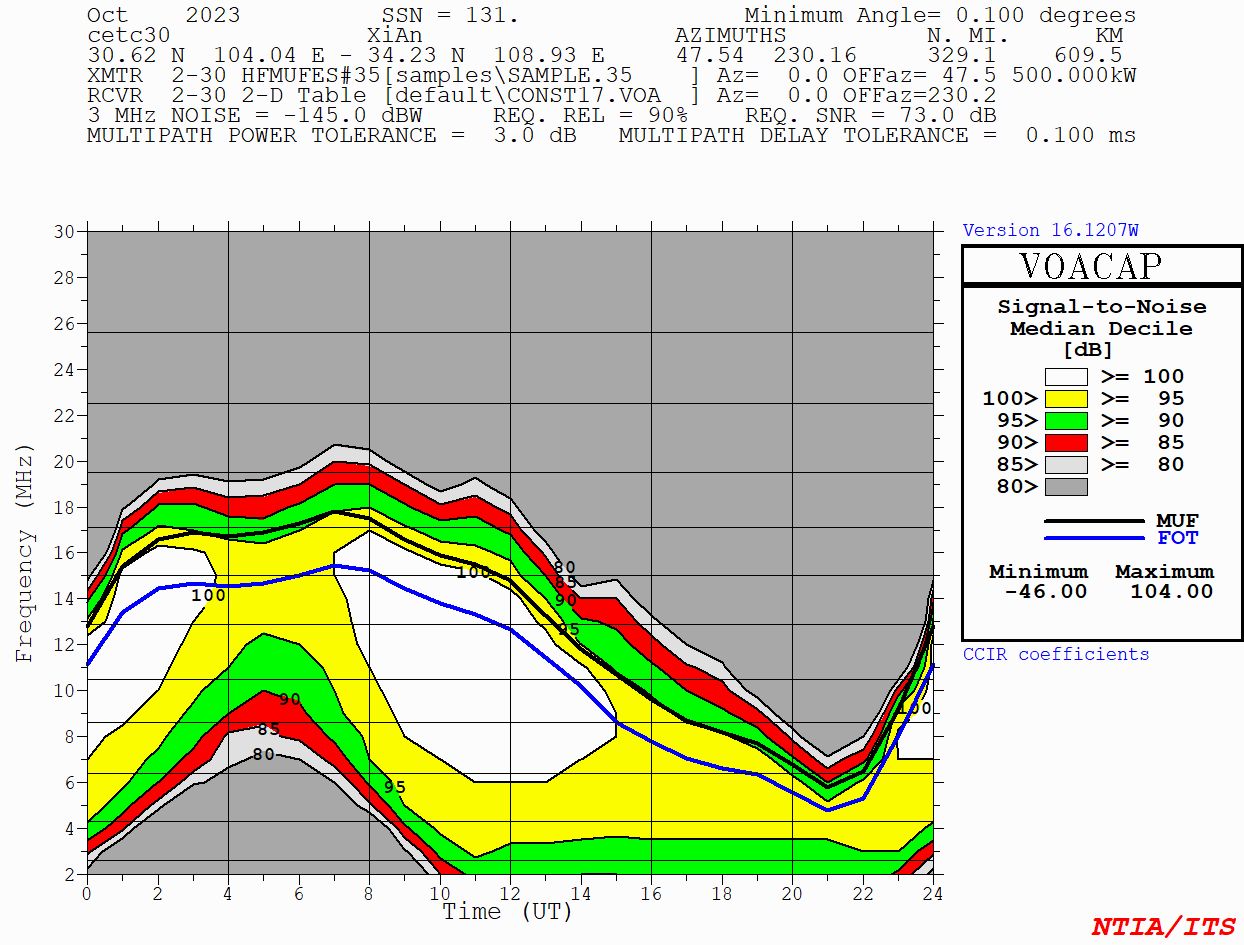 Oct 2023 SSN = 131. Minimum Angle= 0.100 degrees
cetc30 XiAn AZIMUTHS N. MI. KM
30.62 N 104.04 E - 34.23 N 108.93 E 47.54 230.16 329.1 609.5
XMTR 2-30 HFMUFES#35[samples\SAMPLE.35 ] Az= 0.0 OFFaz= 47.5 500.000kW
RCVR 2-30 2-D Table [default\CONST17.VOA ] Az= 0.0 OFFaz=230.2
3 MHz NOISE = -145.0 dBW REQ. REL = 90% REQ. SNR = 73.0 dB
MULTIPATH POWER TOLERANCE = 3.0 dB MULTIPATH DELAY TOLERANCE = 0.100 ms
Version 16.1207W
VOACAP
Signal-to-Noise
Median Decile
[dB]
>= 100
100> >= 95
95> >= 90
90> >= 85
85> >= 80
80>
MUF
FOT
Minimum Maximum
-46.00 104.00
CCIR coefficients
Frequency (MHz)
30
28
26
24
22
20
18
16
14
12
10
8
6
4
2
100
90
85
80
95
100
80
85
90
95
100
0 2 4 6 8 10 12 14 16 18 20 22 24
Time (UT)
NTIA/ITS